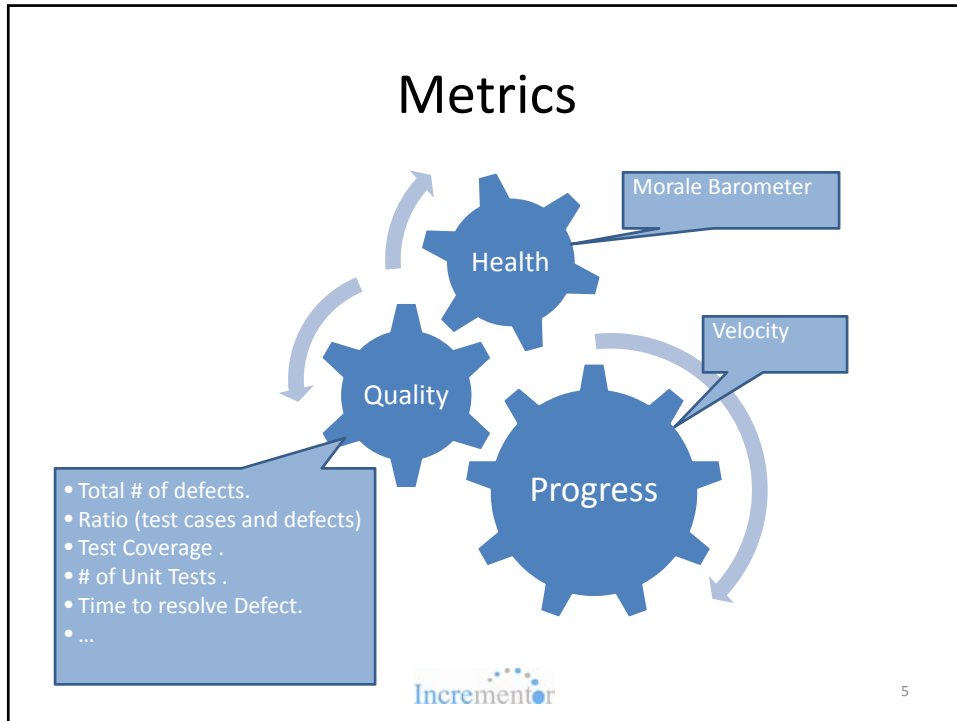 Metrics
Morale Barometer
Health
Velocity
Quality
Progress
• Total # of defects.
• Ratio (test cases and defects)
• Test Coverage .
• # of Unit Tests .
• Time to resolve Defect.
• ...
Incrementor
5